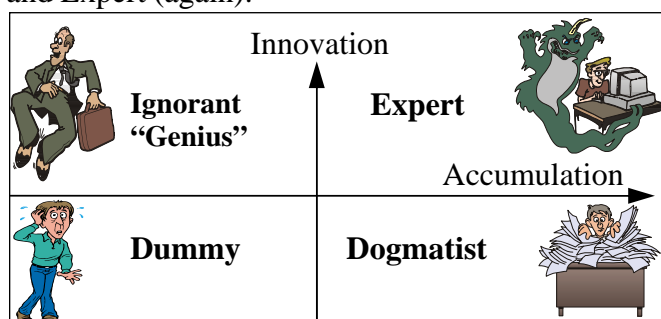 and Expert (again).
Innovation
Ignorant
“Genius”
Expert
Accumulation
Dummy
Dogmatist